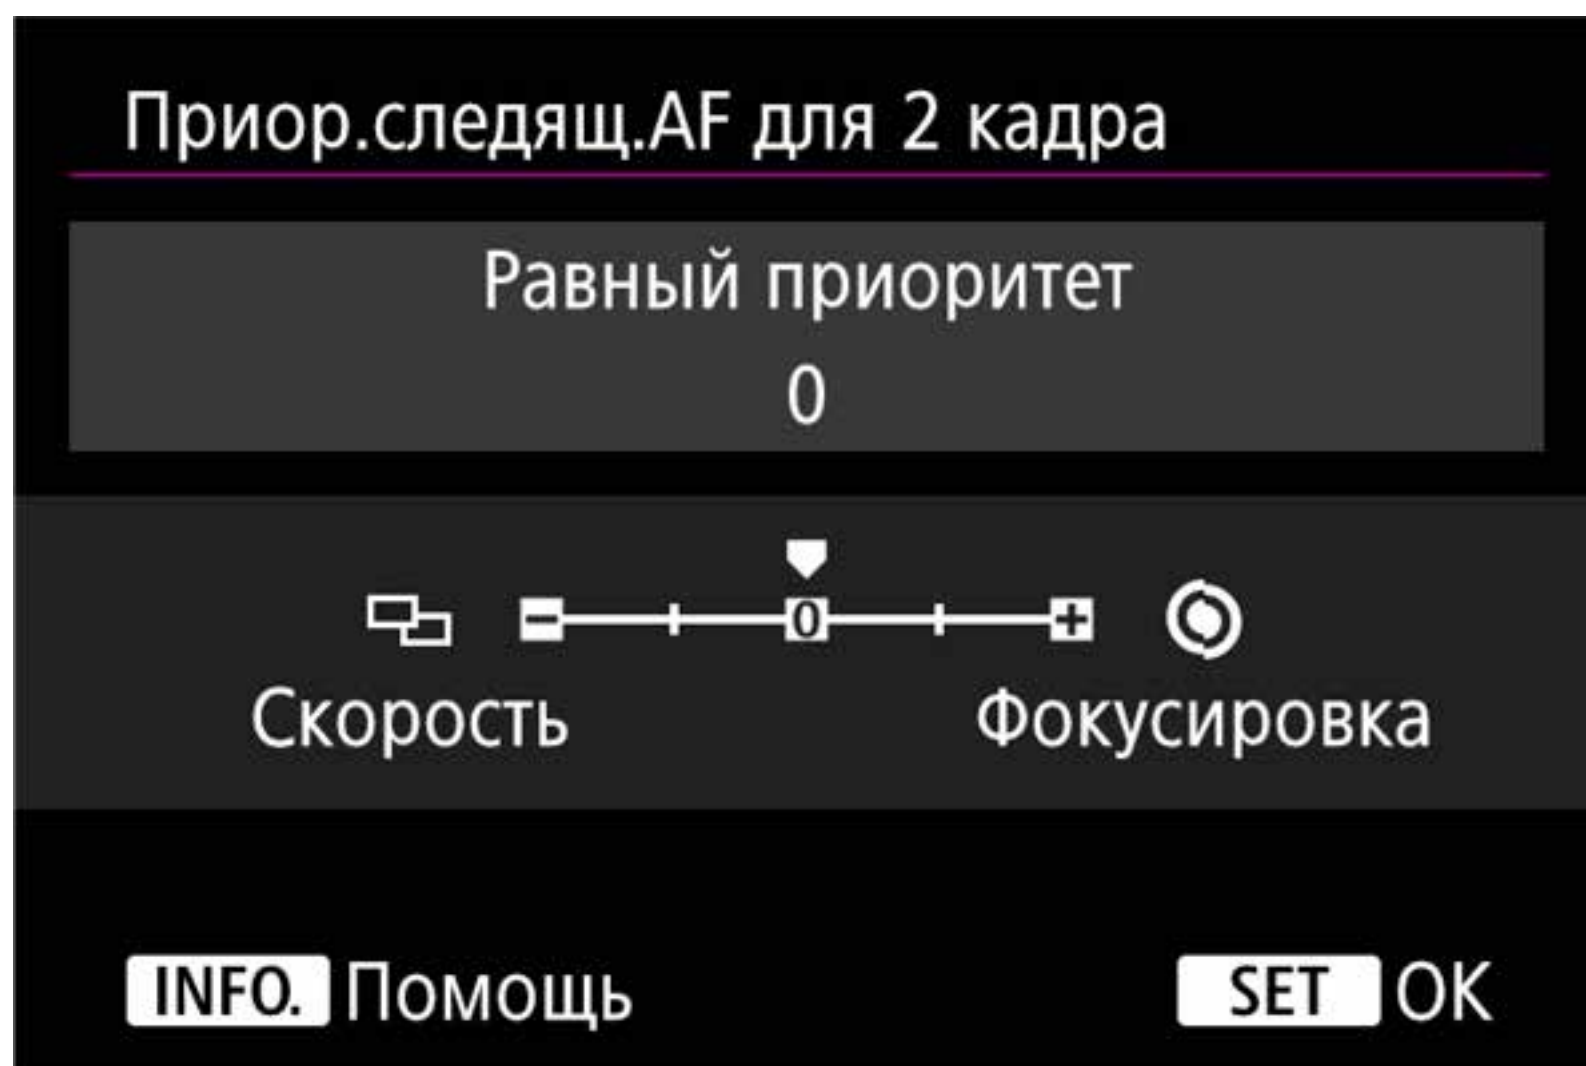 Приор.следящ.AF для 2 кадра
Равный приоритет
0
- 0 +
Скорость Фокусировка
INFO. Помощь SET OK